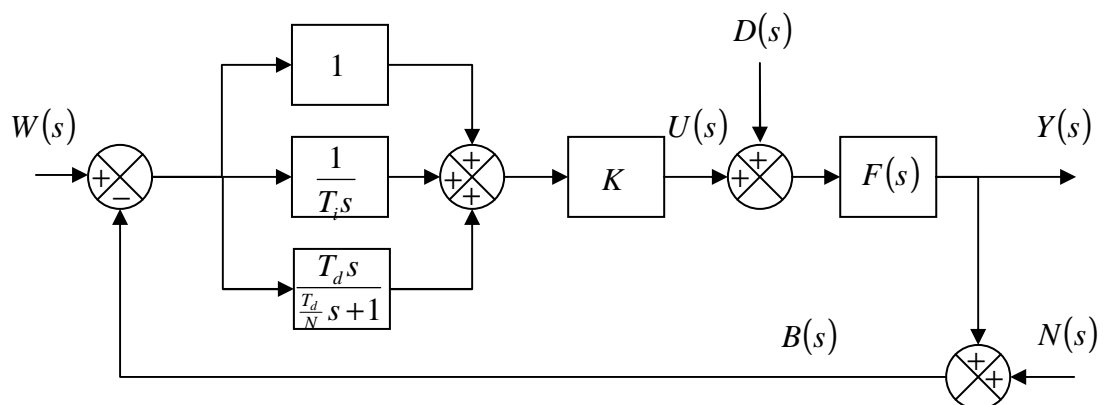 D(s)
1
W(s)
+
−
1
T_i s
+
+
+
K
U(s)
+
+
F(s)
Y(s)
T_d s
T_d/N s+1
B(s)
+
+
N(s)